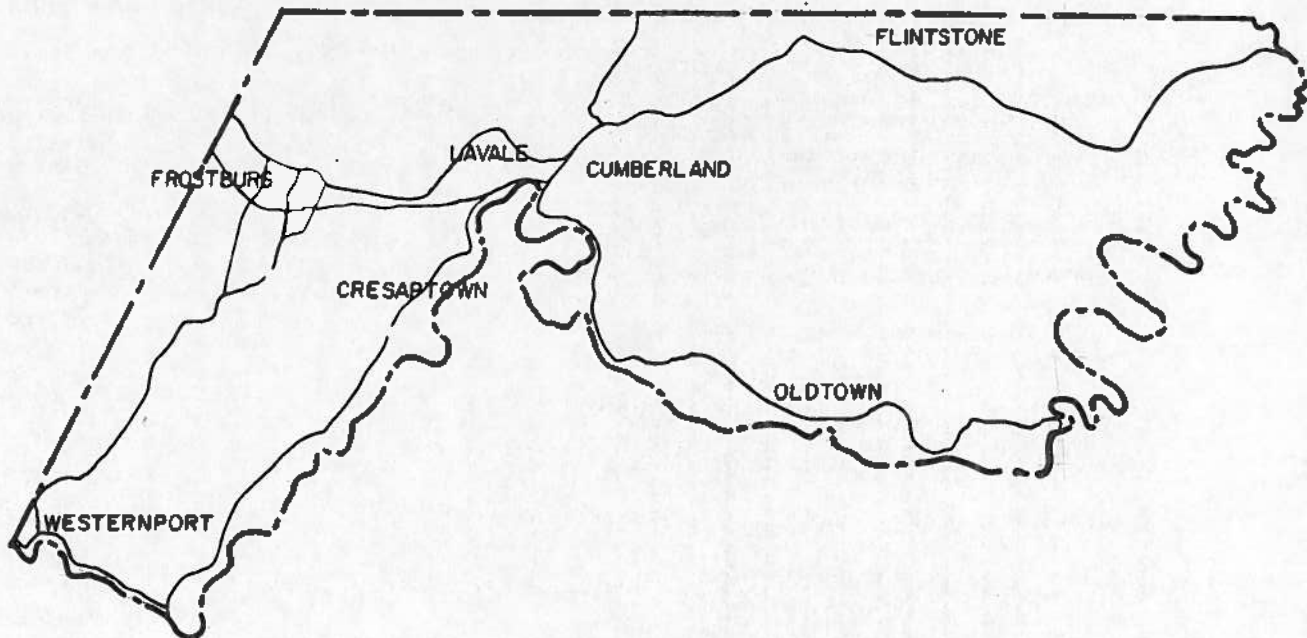 FLINTSTONE
LAVALE
CUMBERLAND
FROSTBURG
CRESAPTOWN
OLDTOWN
WESTERNPORT